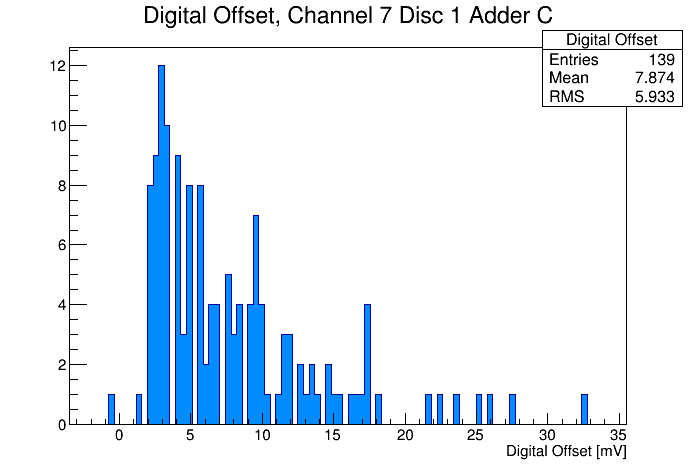 Digital Offset, Channel 7 Disc 1 Adder C
Digital Offset
Entries 139
Mean 7.874
RMS 5.933
12
10
8
6
4
2
0
0 5 10 15 20 25 30 35
Digital Offset [mV]